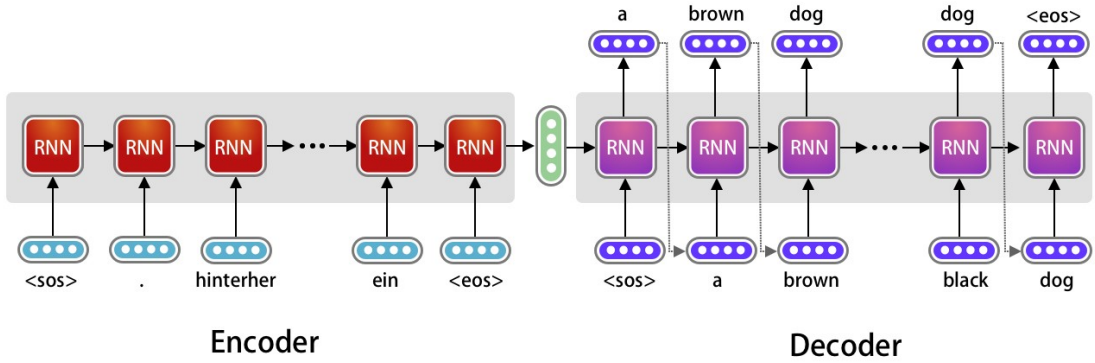 a brown dog dog <eos>
RNN RNN RNN RNN RNN RNN RNN RNN RNN RNN
<sos> . hinterher ein <eos> <sos> a brown black dog
Encoder Decoder